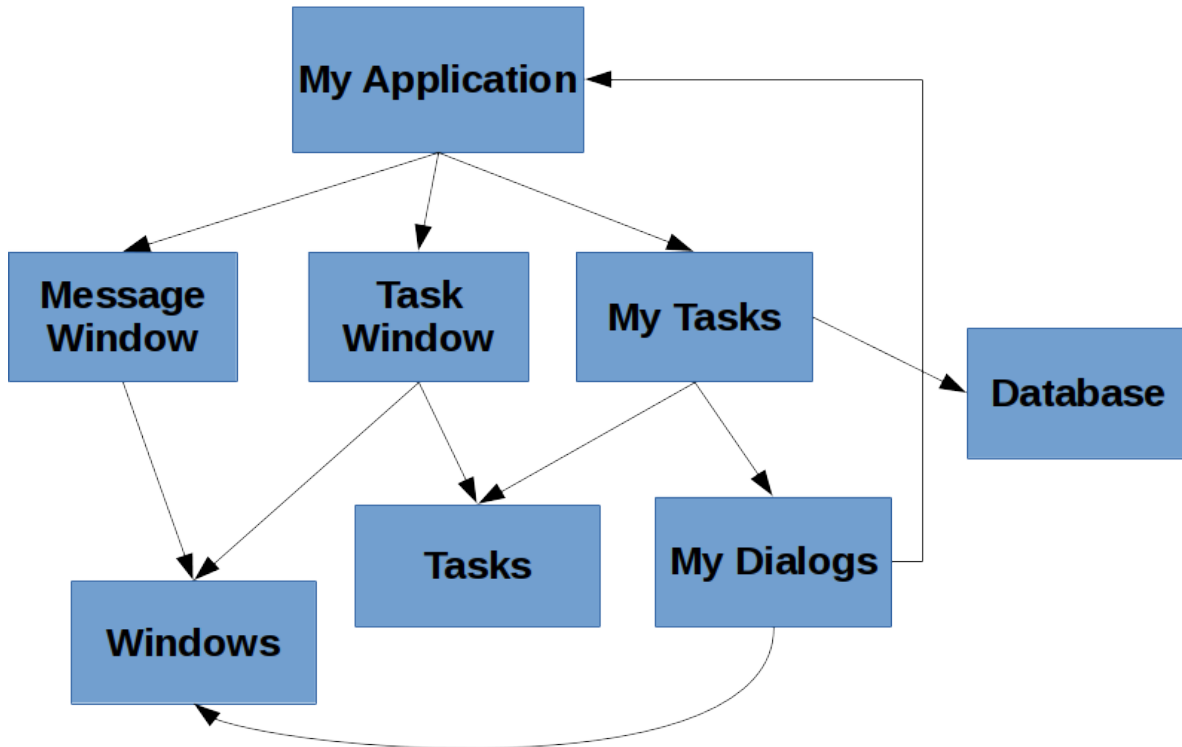 My Application
Message
Window
Task
Window
My Tasks
Database
Tasks
My Dialogs
Windows